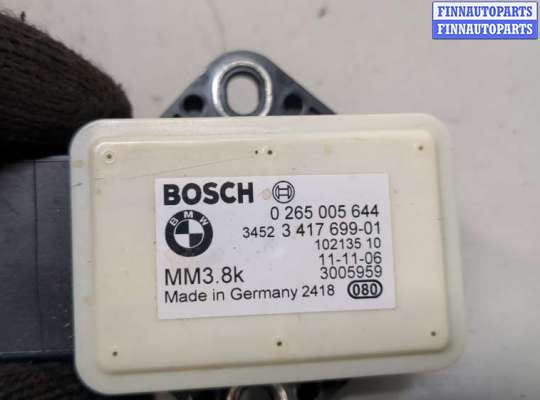 FINNAUTOPARTS
FINNAUTOPARTS
BOSCH
0 265 005 644
BMW
3452 3 417 699-01
102135 10
11-11-06
MM3.8k
3005959
Made in Germany 2418
080